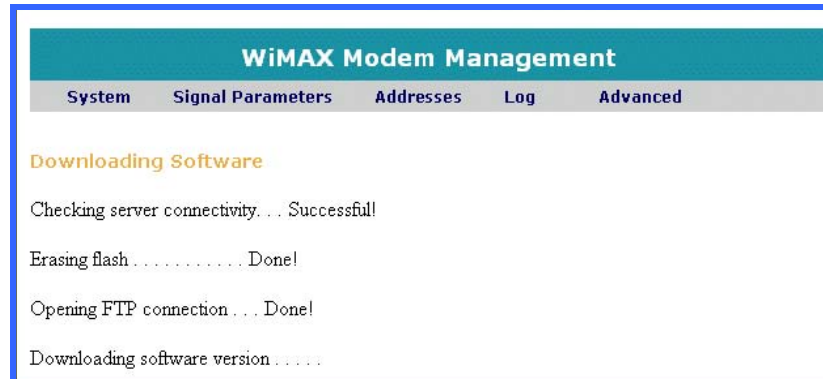 WiMAX Modem Management
System Signal Parameters Addresses Log Advanced
Downloading Software
Checking server connectivity. . . Successful!
Erasing flash . . . . . . . . . . . Done!
Opening FTP connection . . . Done!
Downloading software version . . . . .